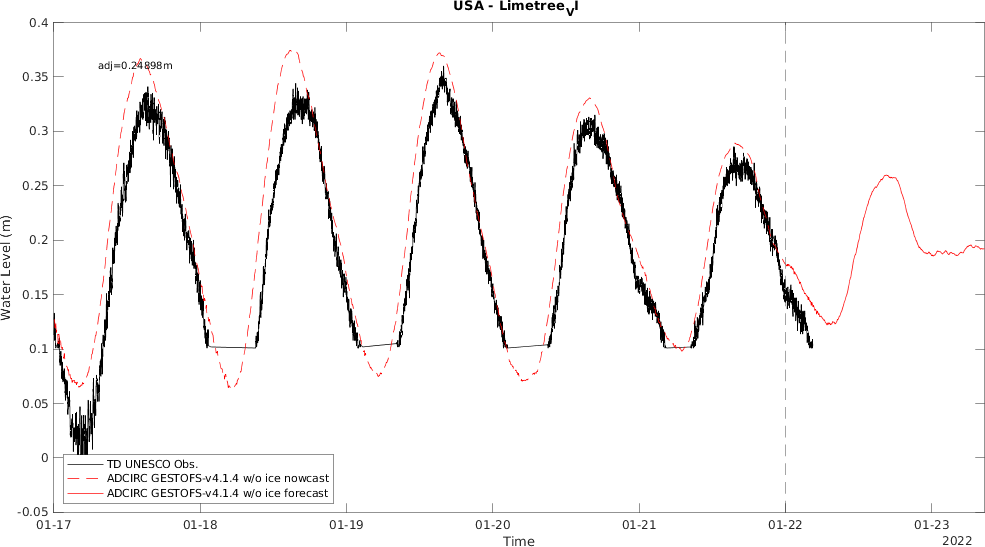 USA - LimetreeVI
0.4
0.35
0.3
0.25
0.2
0.15
0.1
0.05
0
-0.05
Water Level (m)
adj=0.24898m
TD UNESCO Obs.
ADCIRC GESTOFS-v4.1.4 w/o ice nowcast
ADCIRC GESTOFS-v4.1.4 w/o ice forecast
01-17 01-18 01-19 01-20 01-21 01-22 01-23
Time
2022